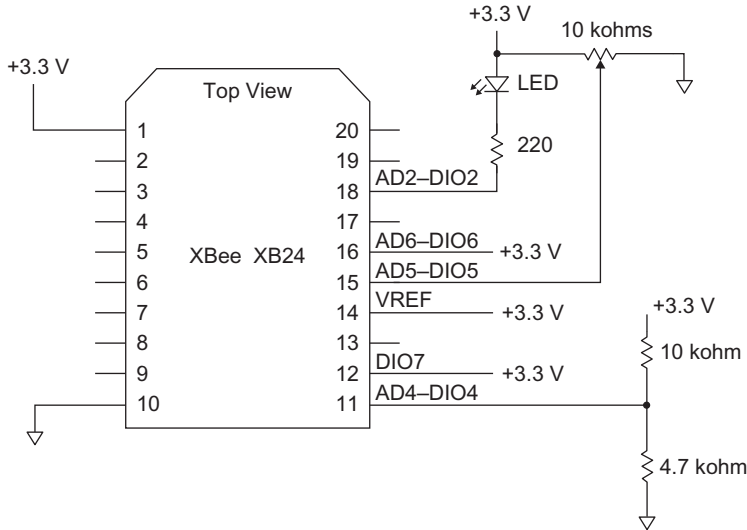 +3.3 V
10 kohms
+3.3 V
Top View
LED
1
20
2
19
220
3
18
AD2–DIO2
4
17
5
16
AD6–DIO6
+3.3 V
XBee XB24
6
15
AD5–DIO5
7
14
VREF
+3.3 V
+3.3 V
8
13
10 kohm
9
12
DIO7
+3.3 V
10
11
AD4–DIO4
4.7 kohm